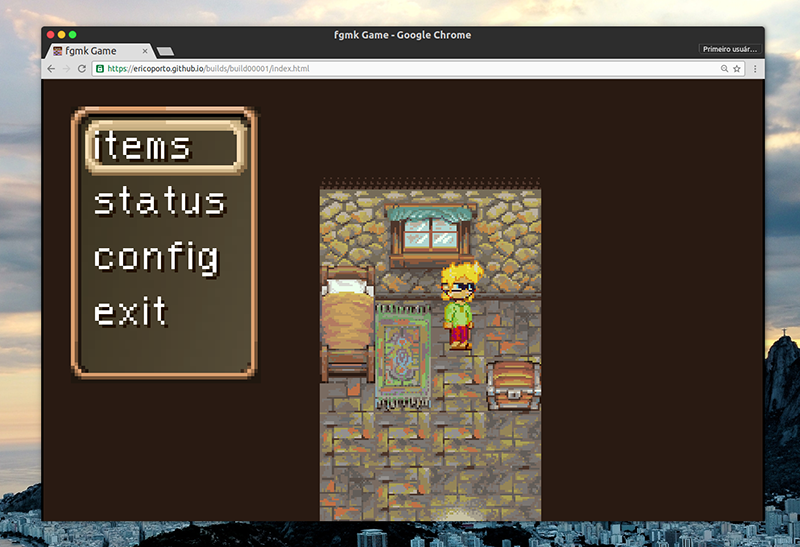 fgmk Game - Google Chrome
fgmk Game
Primeiro usuár...
https://ericoporto.github.io/builds/build00001/index.html
items
status
config
exit